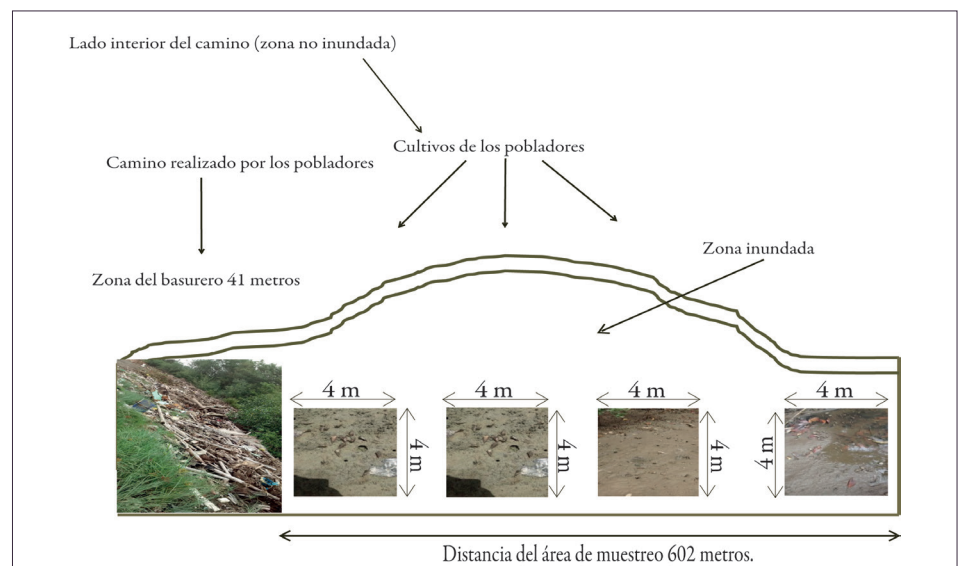 Lado interior del camino (zona no inundada)
Cultivos de los pobladores
Camino realizado por los pobladores
Zona inundada
Zona del basurero 41 metros
4 m
4 m
4 m
4 m
4 m
4 m
4 m
4 m
Distancia del área de muestreo 602 metros.